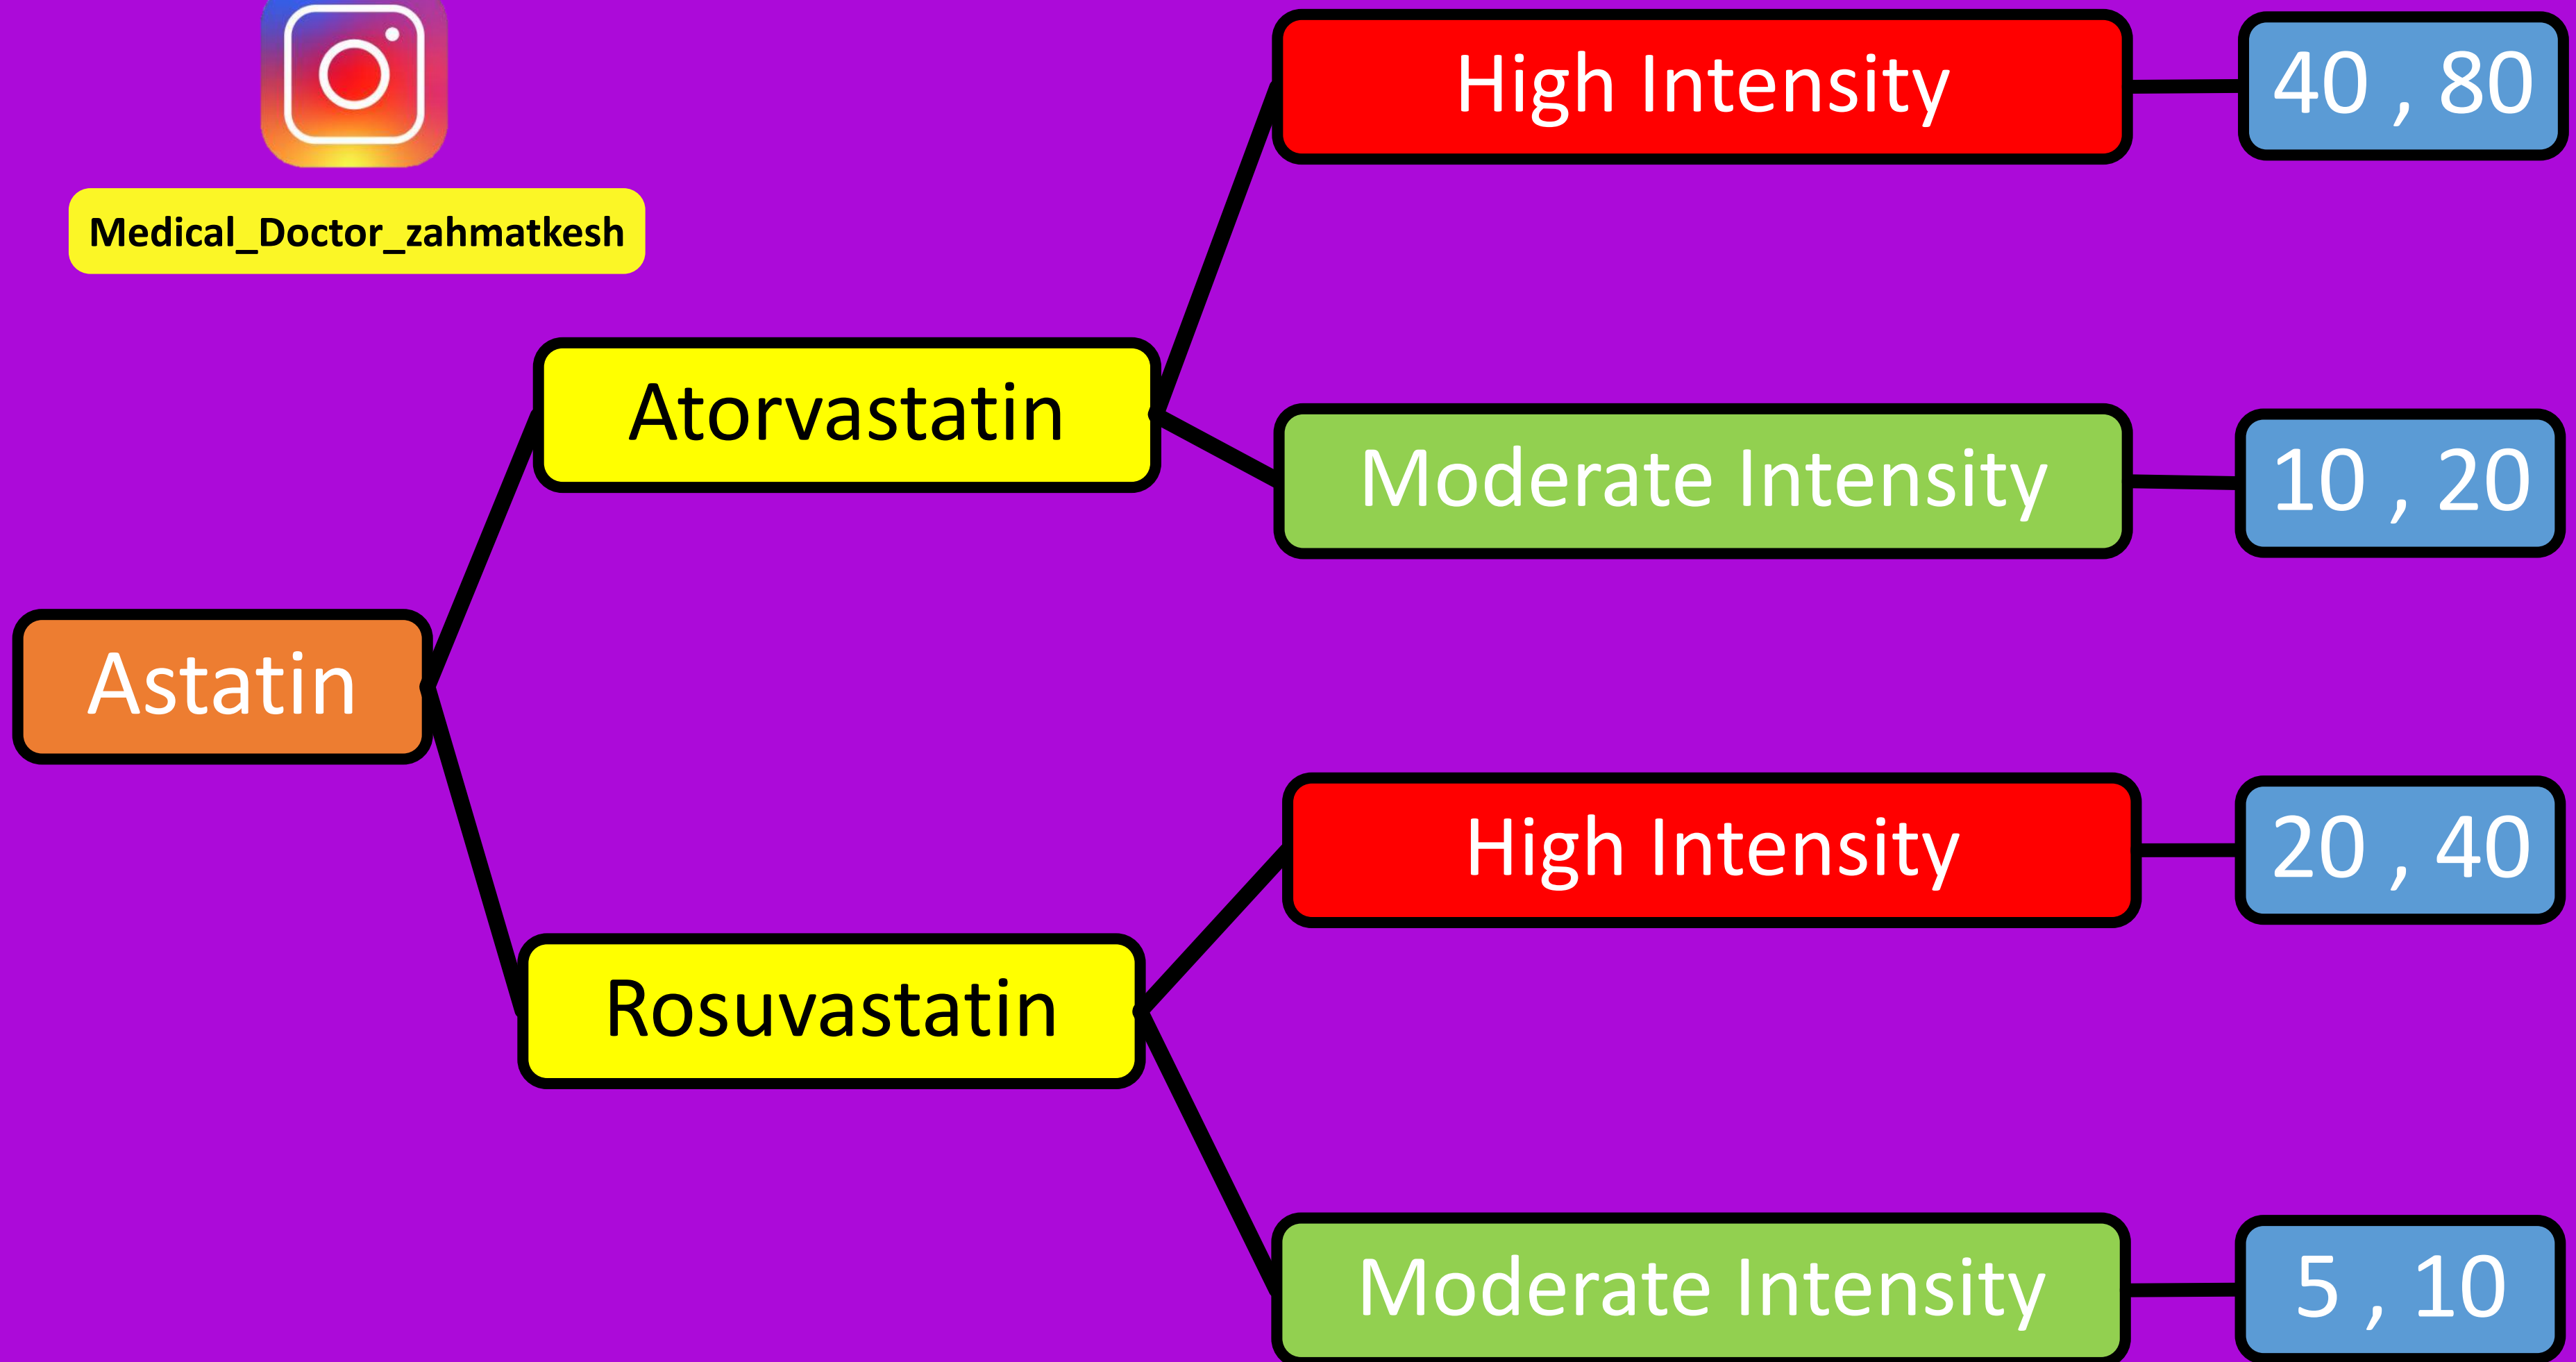 Medical_Doctor_zahmatkesh
Astatin
Atorvastatin
High Intensity
40 , 80
Moderate Intensity
10 , 20
Rosuvastatin
High Intensity
20 , 40
Moderate Intensity
5 , 10